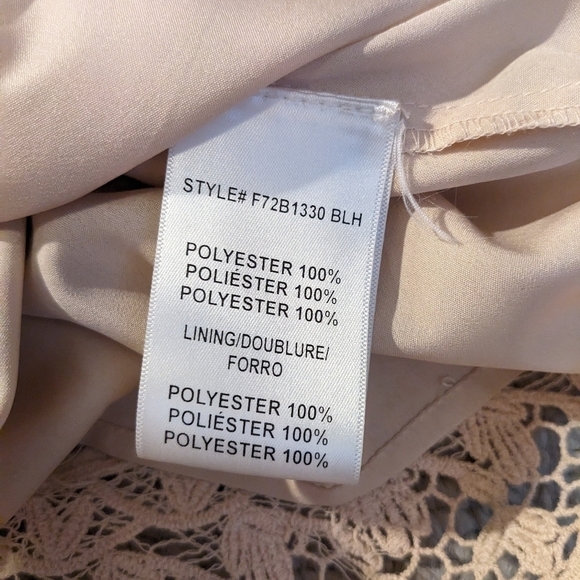 STYLE# F72B1330 BLH
POLYESTER 100%
POLIÉSTER 100%
POLYESTER 100%
LINING/DOUBLURE/
FORRO
POLYESTER 100%
POLIÉSTER 100%
POLYESTER 100%